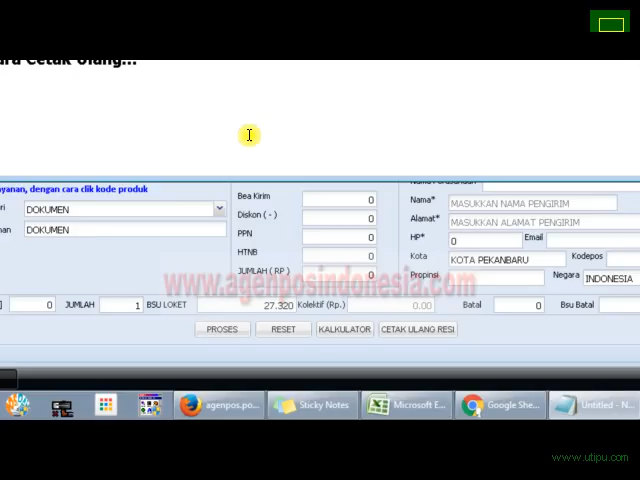 ara Cetak Ulang...
ayanan, dengan cara clik kode produk
ori DOKUMEN
nan DOKUMEN
Bea Kirim 0
Diskon ( - ) 0
PPN 0
HTNB 0
JUMLAH ( RP ) 0
Nama* MASUKKAN NAMA PENGIRIM
Alamat* MASUKKAN ALAMAT PENGIRIM
HP* 0 Email
Kota KOTA PEKANBARU Kodepos
Propinsi Negara INDONESIA
www.agenposindonesia.com
] 0 JUMLAH 1 BSU LOKET 27.320 Kolektif (Rp.) 0.00 Batal 0 Bsu Batal
PROSES RESET KALKULATOR CETAK ULANG RESI
agenpos.po... Sticky Notes Microsoft E... Google She... Untitled - N...
www.utipu.com